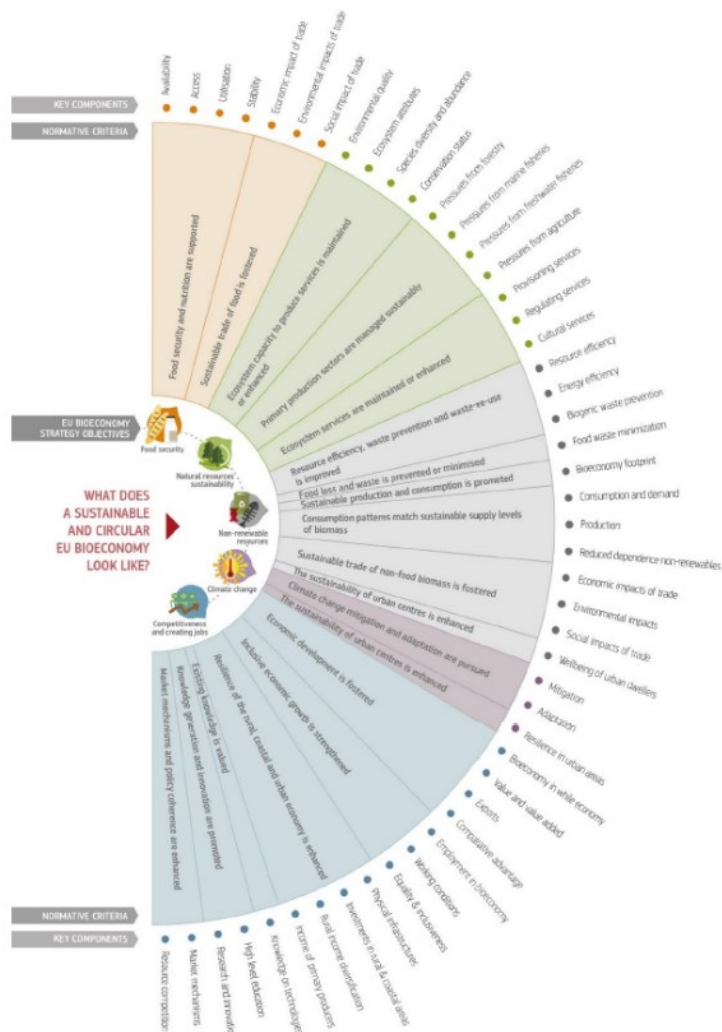 Availability
Access
Utilisation
Stability
Economic impact of trade
Environmental impacts of trade
Social impact of trade
Environmental quality
Ecosystem attributes
Species diversity and abundance
Conservation status
Pressures from forestry
Pressures from marine fisheries
Pressures from freshwater fisheries
Pressures from agriculture
Provisioning services
Regulating services
Cultural services
Resource efficiency
Energy efficiency
Biogenic waste prevention
Food waste minimization
Bioeconomy footprint
Consumption and demand
Production
Reduced dependence non-renewables
Economic impacts of trade
Environmental impacts
Social impacts of trade
Wellbeing of urban dwellers
Mitigation
Adaptation
Resilience in urban areas
Bioeconomy in while economy
Value and value added
Exports
Comparative advantage
Employment in bioeconomy
Working conditions
Equality & inclusiveness
Physical infrastructures
Investments in rural & coastal areas
Rural income diversification
Income of primary producers
Knowledge on technologies
High level education
Research and innovatio
Market mechanisms
Resource competition
KEY COMPONENTS
NORMATIVE CRITERIA
Food security and nutrition are supported
Sustainable trade of food is fostered
Ecosystem capacity to produce services is maintained
or enhanced
Primary production sectors are managed sustainably
Ecosystem services are maintained or enhanced
Resource efficiency, waste prevention and waste-re-use
is improved
Food loss and waste is prevented or minimised
Sustainable production and consumption is promoted
Consumption patterns match sustainable supply levels
of biomass
Sustainable trade of non-food biomass is fostered
The sustainability of urban centres is enhanced
Climate change mitigation and adaptation are pursued
The sustainability of urban centres is enhanced
Economic development is fostered
Inclusive economic growth is strengthened
Resilience of the rural, coastal and urban economy is enhanced
Existing knowledge is valued
Knowledge generation and innovation are promoted
Market mechanisms and policy coherence are enhanced
EU BIOECONOMY
STRATEGY OBJECTIVES
Food security
Natural resources'
sustainability
Non-renewable
resources
Climate change
Competitiveness
and creating jobs
WHAT DOES
A SUSTAINABLE
AND CIRCULAR
EU BIOECONOMY
LOOK LIKE?
NORMATIVE CRITERIA
KEY COMPONENTS